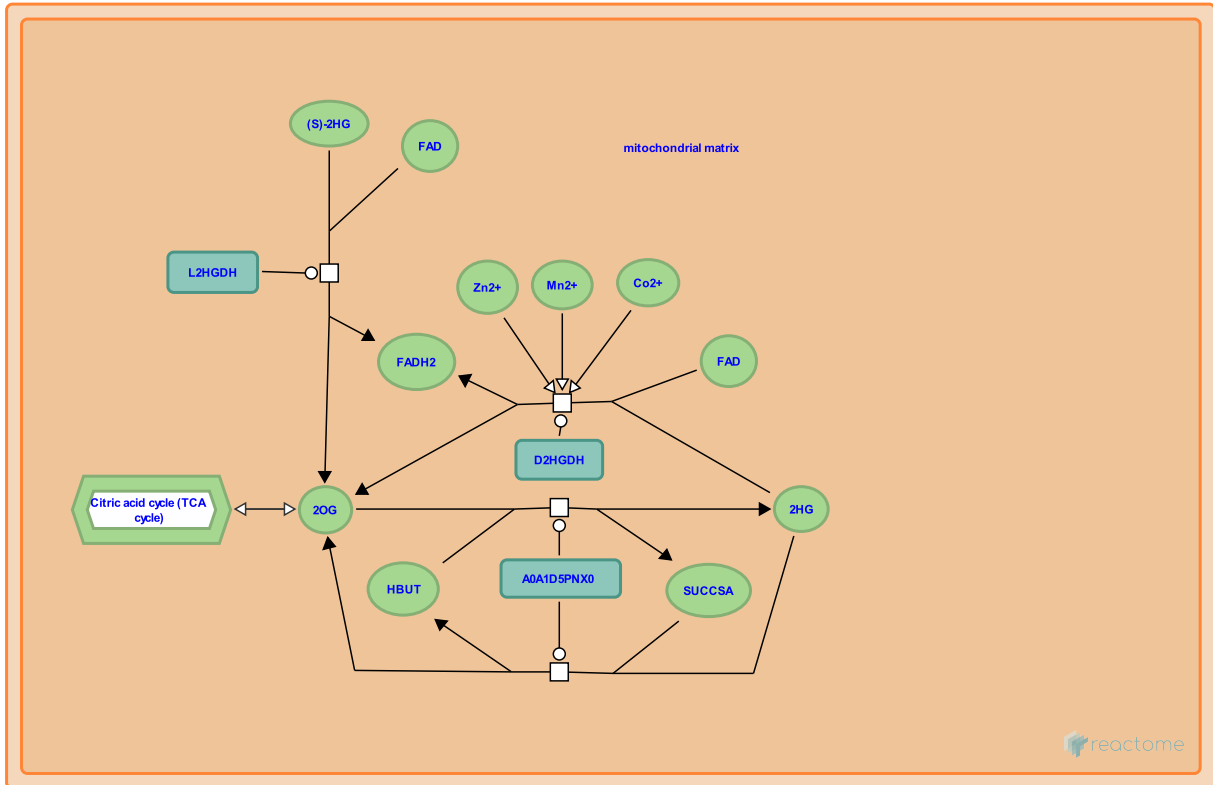 (S)-2HG
FAD
mitochondrial matrix
L2HGDH
Zn2+
Mn2+
Co2+
FADH2
FAD
D2HGDH
Citric acid cycle (TCA
cycle)
2OG
2HG
HBUT
A0A1D5PNX0
SUCCSA
reactome